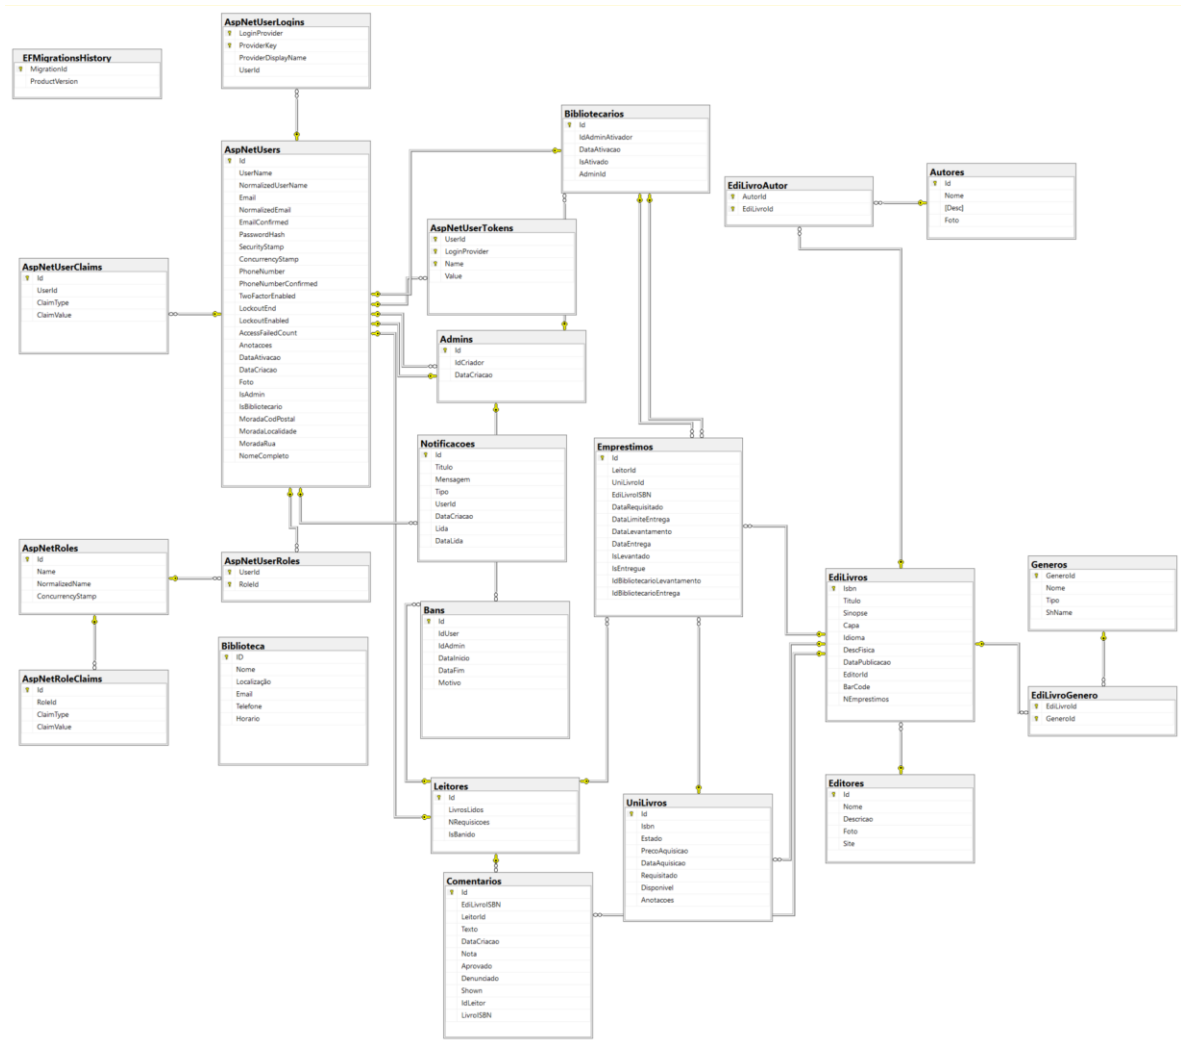 AspNetUserLogins
LoginProvider
ProviderKey
ProviderDisplayName
UserId
EFMigrationsHistory
MigrationId
ProductVersion
AspNetUsers
Id
UserName
NormalizedUserName
Email
NormalizedEmail
EmailConfirmed
PasswordHash
SecurityStamp
ConcurrencyStamp
PhoneNumber
PhoneNumberConfirmed
TwoFactorEnabled
LockoutEnd
LockoutEnabled
AccessFailedCount
Anotacoes
DataAtivacao
DataCriacao
Foto
IsAdmin
IsBibliotecario
MoradaCodPostal
MoradaLocalidade
MoradaRua
NomeCompleto
Bibliotecarios
Id
IdAdminAtivador
DataAtivacao
IsAtivado
AdminId
EdiLivroAutor
AutorId
EdiLivroId
Autores
Id
Nome
[Desc]
Foto
AspNetUserTokens
UserId
LoginProvider
Name
Value
AspNetUserClaims
Id
UserId
ClaimType
ClaimValue
Admins
Id
IdCriador
DataCriacao
Notificacoes
Id
Titulo
Mensagem
Tipo
UserId
DataCriacao
Lida
DataLida
Emprestimos
Id
LeitorId
UniLivroId
EdiLivroISBN
DataRequisitado
DataLimiteEntrega
DataLevantamento
DataEntrega
IsLevantado
IsEntregue
IdBibliotecarioLevantamento
IdBibliotecarioEntrega
AspNetRoles
Id
Name
NormalizedName
ConcurrencyStamp
AspNetUserRoles
UserId
RoleId
EdiLivros
Isbn
Titulo
Sinopse
Capa
Idioma
DescFisica
DataPublicacao
EditorId
BarCode
NEmprestimos
Generos
GeneroId
Nome
Tipo
ShName
Bans
Id
IdUser
IdAdmin
DataInicio
DataFim
Motivo
Biblioteca
ID
Nome
Localização
Email
Telefone
Horario
AspNetRoleClaims
Id
RoleId
ClaimType
ClaimValue
EdiLivroGenero
EdiLivroId
GeneroId
Leitores
Id
LivrosLidos
NRequisicoes
IsBanido
UniLivros
Id
Isbn
Estado
PrecoAquisicao
DataAquisicao
Requisitado
Disponivel
Anotacoes
Editores
Id
Nome
Descricao
Foto
Site
Comentarios
Id
EdiLivroISBN
LeitorId
Texto
DataCriacao
Nota
Aprovado
Denunciado
Shown
IdLeitor
LivroISBN